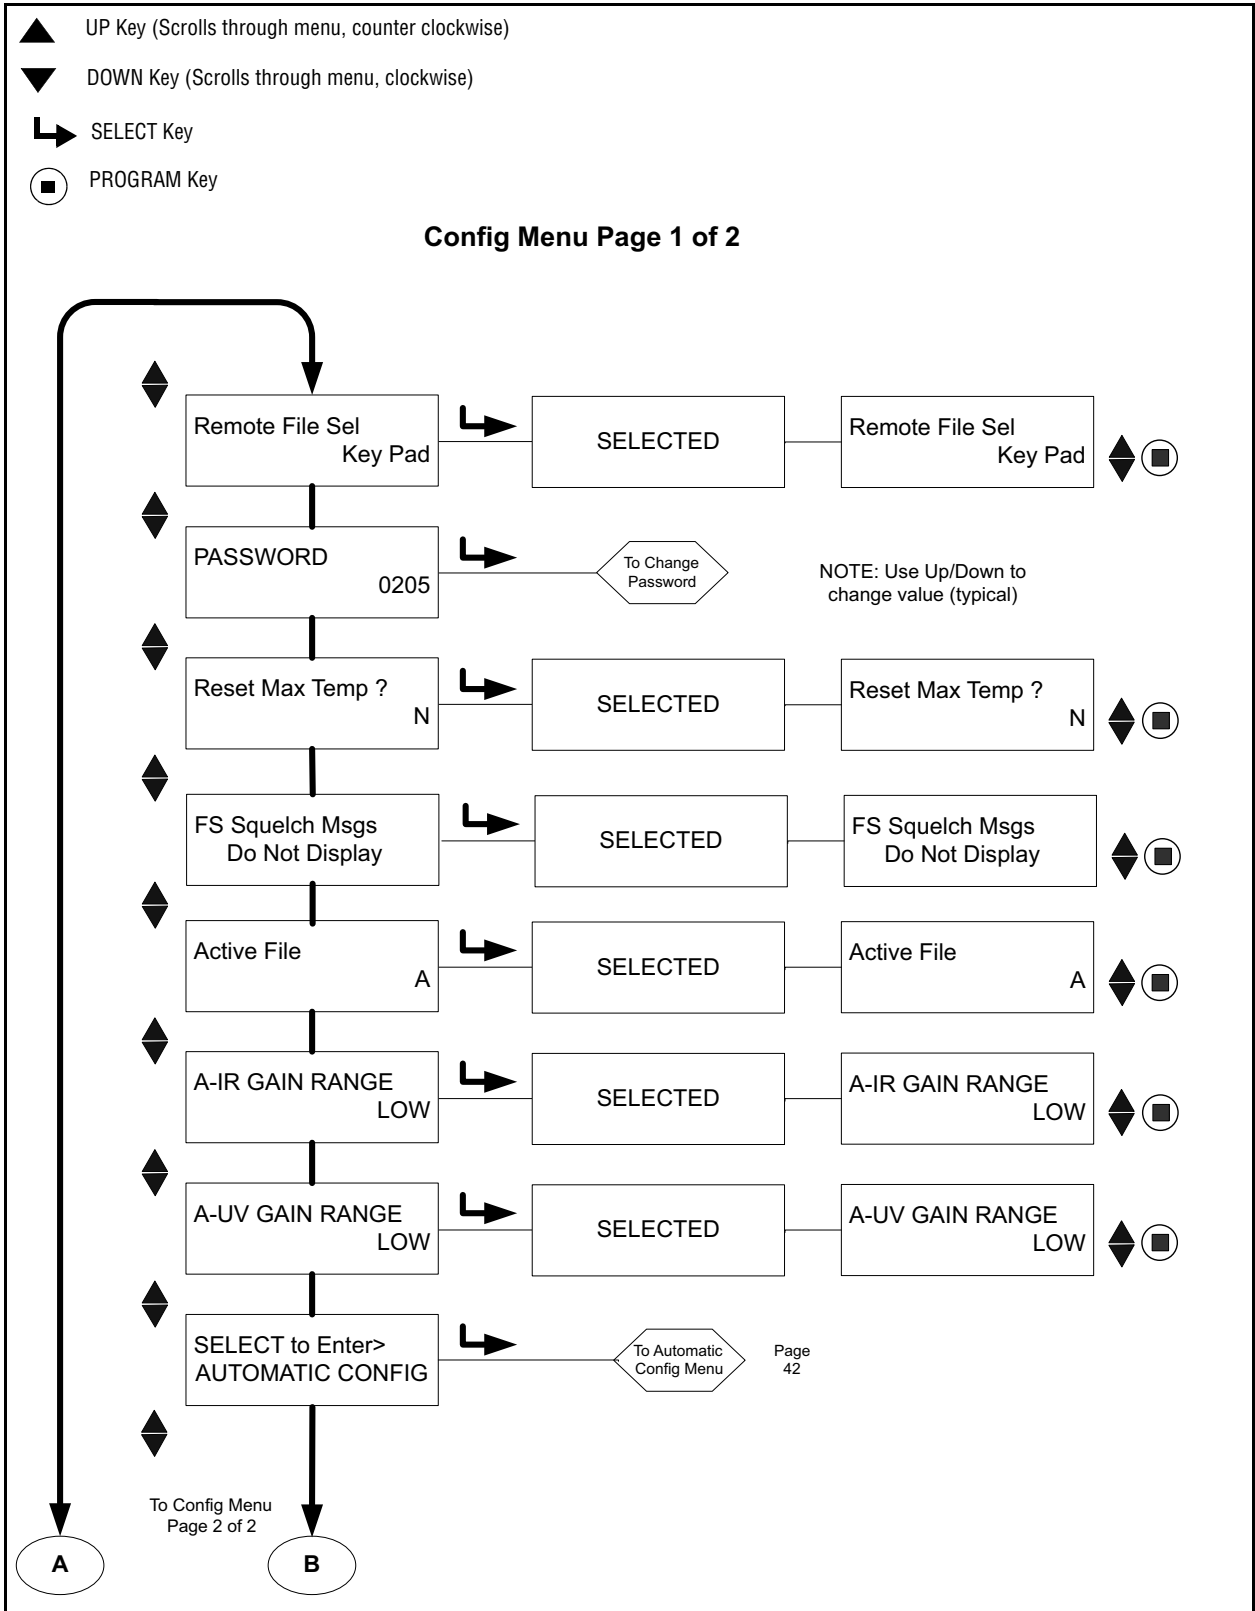 UP Key (Scrolls through menu, counter clockwise)
DOWN Key (Scrolls through menu, clockwise)
SELECT Key
PROGRAM Key
Config Menu Page 1 of 2
Remote File Sel
Key Pad
SELECTED
Remote File Sel
Key Pad
PASSWORD
0205
To Change
Password
NOTE: Use Up/Down to
change value (typical)
Reset Max Temp ?
N
SELECTED
Reset Max Temp ?
N
FS Squelch Msgs
Do Not Display
SELECTED
FS Squelch Msgs
Do Not Display
Active File
A
SELECTED
Active File
A
A-IR GAIN RANGE
LOW
SELECTED
A-IR GAIN RANGE
LOW
A-UV GAIN RANGE
LOW
SELECTED
A-UV GAIN RANGE
LOW
SELECT to Enter>
AUTOMATIC CONFIG
To Automatic
Config Menu
Page
42
To Config Menu
Page 2 of 2
A
B